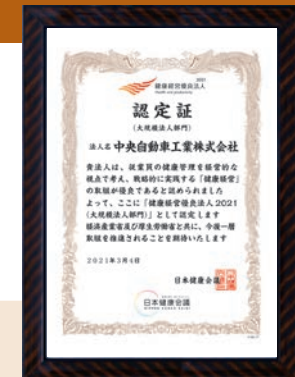 2021
健康経営優良法人
Health and productivity
認定証
(大規模法人部門)
法人名 中央自動車工業株式会社
貴法人は、従業員の健康管理を経営的な
視点で考え、戦略的に実践する「健康経営」
の取組が優良であると認められました
よって、ここに「健康経営優良法人2021
(大規模法人部門)」として認定します
経済産業省及び厚生労働省と共に、今後一層
取組を推進されることを期待いたします
2021年3月4日
日本健康会議
日本健康会議
NIPPON KENKO KAIGI